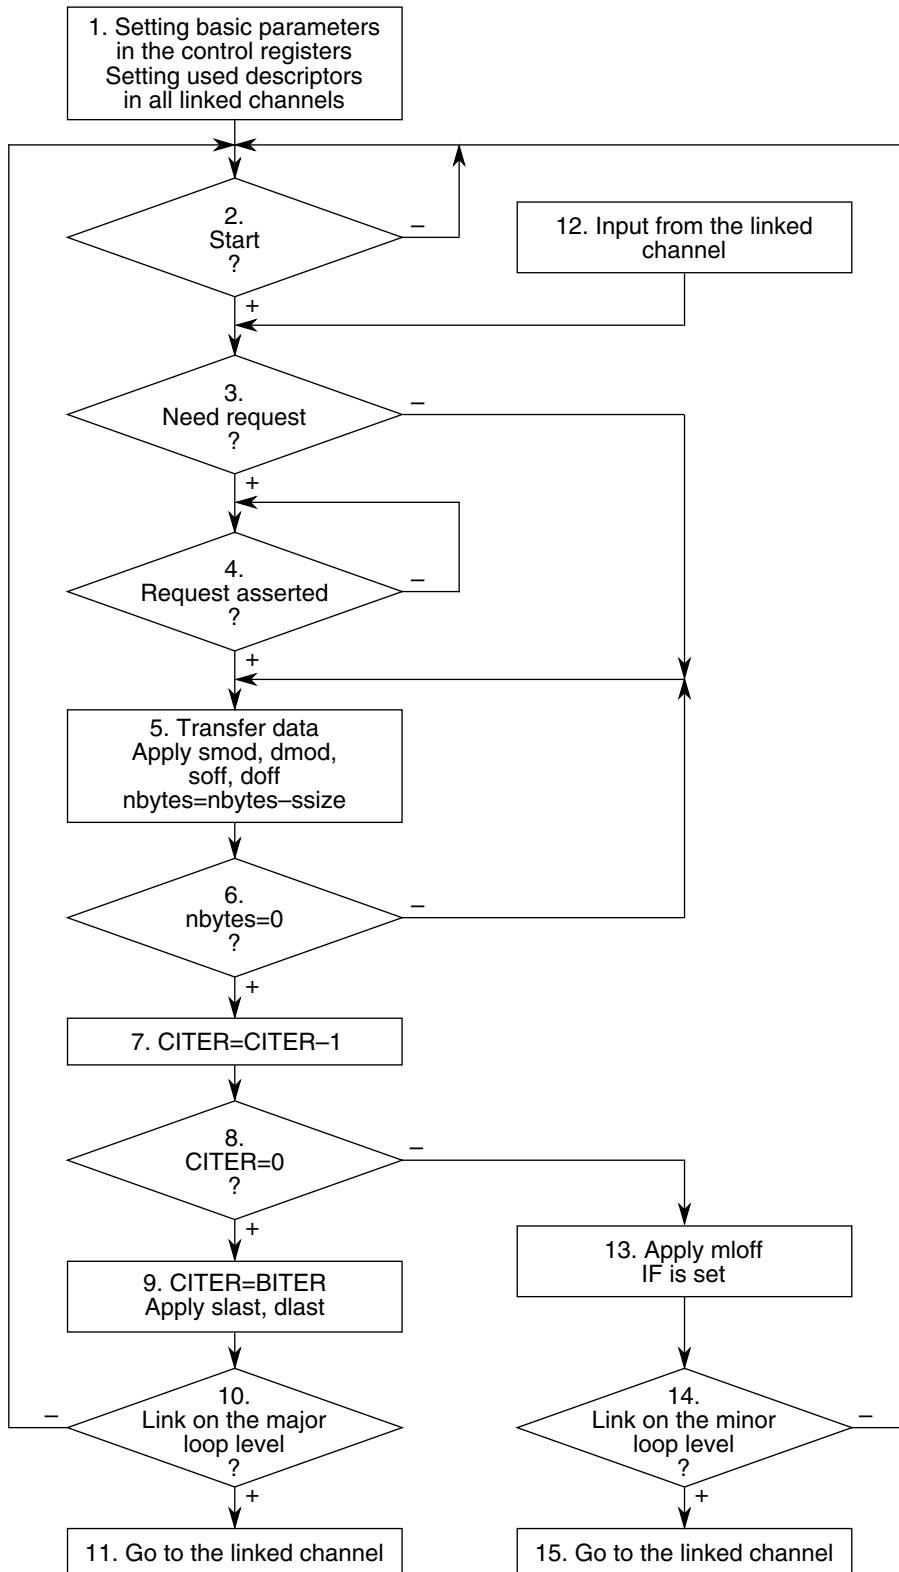 1. Setting basic parameters
in the control registers
Setting used descriptors
in all linked channels
2.
Start
?
–
+
12. Input from the linked
channel
3.
Need request
?
–
+
4.
Request asserted
?
–
+
5. Transfer data
Apply smod, dmod,
soff, doff
nbytes=nbytes–ssize
6.
nbytes=0
?
–
+
7. CITER=CITER–1
8.
CITER=0
?
–
+
9. CITER=BITER
Apply slast, dlast
13. Apply mloff
IF is set
10.
Link on the major
loop level
?
–
+
14.
Link on the minor
loop level
?
–
+
11. Go to the linked channel
15. Go to the linked channel